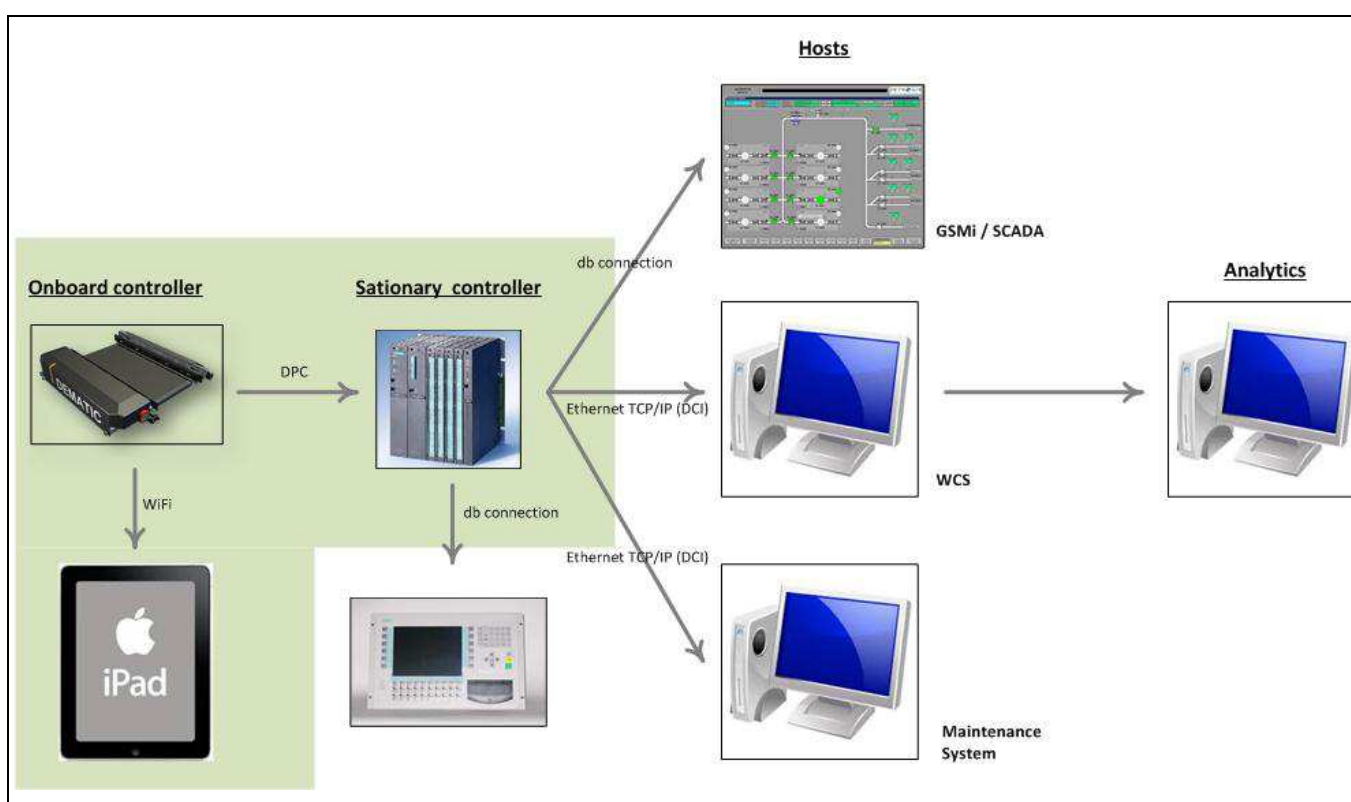 Hosts
GSMi / SCADA
db connection
Onboard controller
Sationary controller
Analytics
DEMATIC
DPC
Ethernet TCP/IP (DCI)
WCS
WiFi
db connection
Ethernet TCP/IP (DCI)
iPad
Maintenance
System